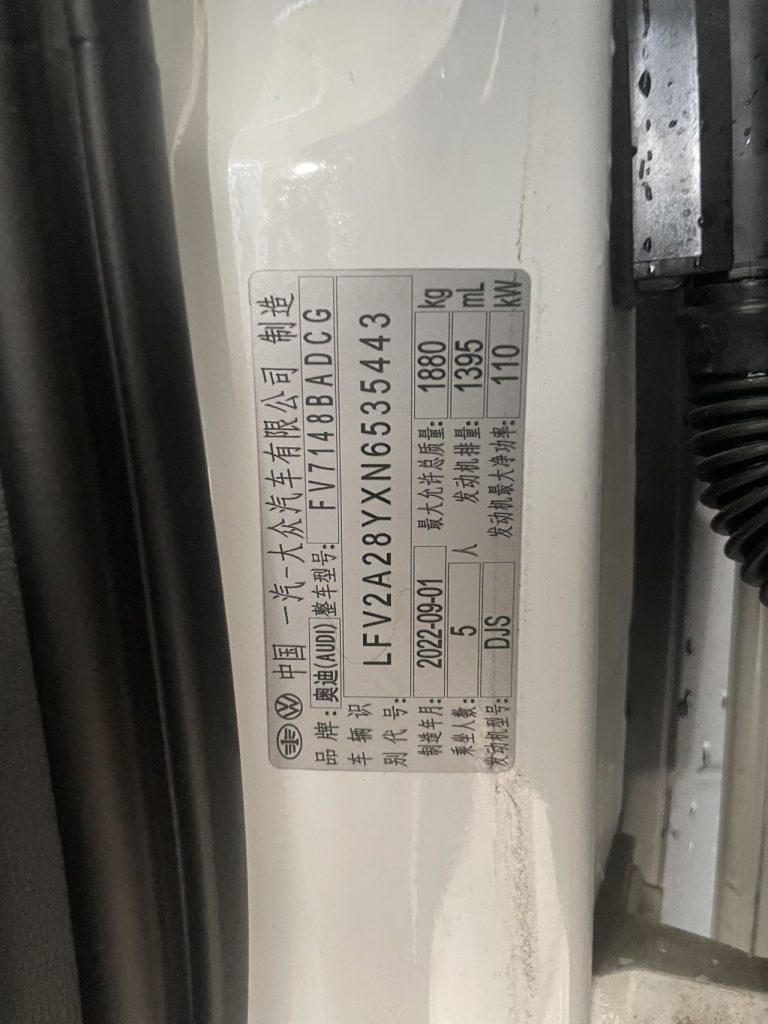 中国 一汽-大众汽车有限公司 制造
品牌: 奥迪(AUDI) 整车型号: FV7148BADCG
车辆识别代号: LFV2A28YXN6535443
制造年月: 2022-09-01 最大允许总质量: 1880 kg
乘坐人数: 5 人 发动机排量: 1395 mL
发动机型号: DJS 发动机最大净功率: 110 kW